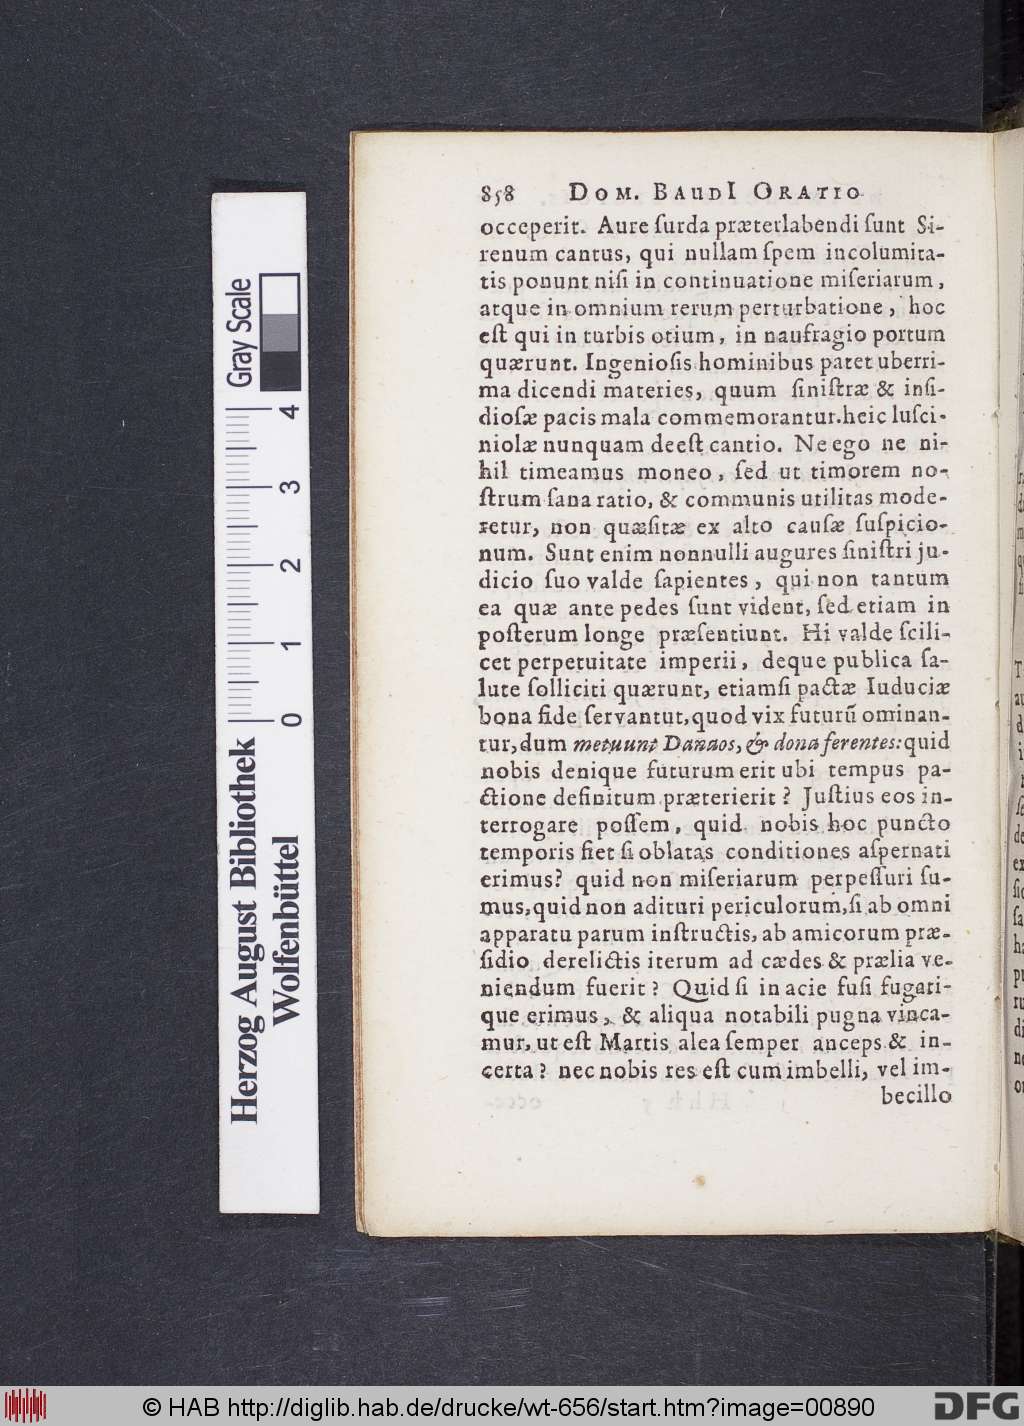 858 DOM. BAUDI ORATIO
occeperit. Aure ſurda præterlabendi ſunt Si-
renum cantus, qui nullam ſpem incolumita-
tis ponunt niſi in continuatione miſeriarum,
atque in omnium rerum perturbatione, hoc
eſt qui in turbis otium, in naufragio portum
quærunt. Ingenioſis hominibus patet uberri-
ma dicendi materies, quum ſiniſtræ & inſi-
dioſæ pacis mala commemorantur. heic luſci-
niolæ nunquam deeſt cantio. Ne ego ne ni-
hil timeamus moneo, ſed ut timorem no-
ſtrum ſana ratio, & communis utilitas mode-
retur, non quæſitæ ex alto cauſæ ſuſpicio-
num. Sunt enim nonnulli augures ſiniſtri ju-
dicio ſuo valde ſapientes, qui non tantum
ea quæ ante pedes ſunt vident, ſed etiam in
poſterum longe præſentiunt. Hi valde ſcili-
cet perpetuitate imperii, deque publica ſa-
lute ſolliciti quærunt, etiamſi pactæ Iuduciæ
bona fide ſervantut, quod vix futurū ominan-
tur, dum metuunt Danaos, & dona ferentes: quid
nobis denique futurum erit ubi tempus pa-
ctione definitum præterierit? Juſtius eos in-
terrogare poſſem, quid nobis hoc puncto
temporis fiet ſi oblatas conditiones aſpernati
erimus? quid non miſeriarum perpeſſuri ſu-
mus, quid non adituri periculorum, ſi ab omni
apparatu parum inſtructis, ab amicorum præ-
ſidio derelictis iterum ad cædes & prælia ve-
niendum fuerit? Quid ſi in acie fuſi fugati-
que erimus, & aliqua notabili pugna vinca-
mur, ut eſt Martis alea ſemper anceps & in-
certa? nec nobis res eſt cum imbelli, vel im-
becillo
Gray Scale
4
3
2
1
0
Herzog August Bibliothek
Wolfenbüttel
© HAB http://diglib.hab.de/drucke/wt-656/start.htm?image=00890
DFG